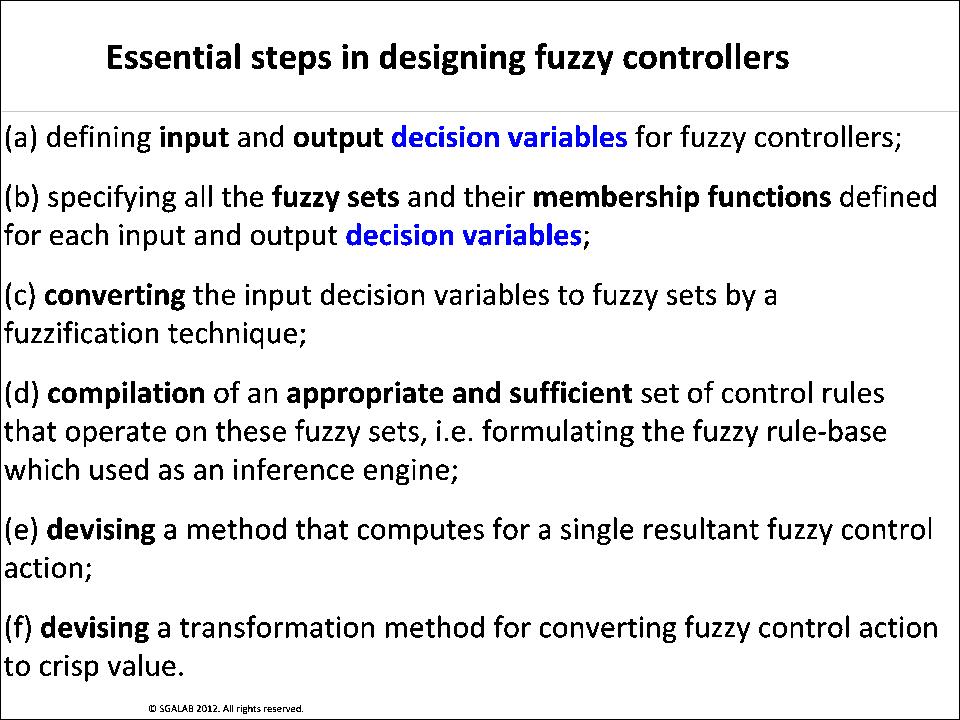 Essential steps in designing fuzzy controllers
(a) defining input and output decision variables for fuzzy controllers;
(b) specifying all the fuzzy sets and their membership functions defined
for each input and output decision variables;
(c) converting the input decision variables to fuzzy sets by a
fuzzification technique;
(d) compilation of an appropriate and sufficient set of control rules
that operate on these fuzzy sets, i.e. formulating the fuzzy rule-base
which used as an inference engine;
(e) devising a method that computes for a single resultant fuzzy control
action;
(f) devising a transformation method for converting fuzzy control action
to crisp value.
© SGALAB 2012. All rights reserved.